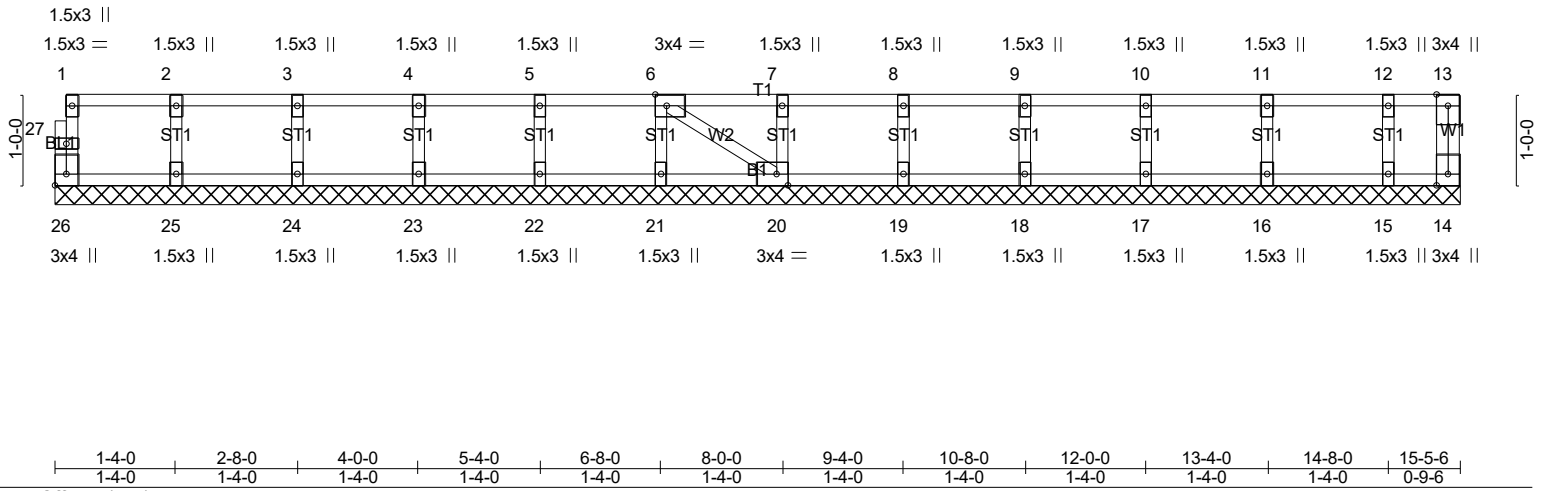 1.5x3 ||
1.5x3 = 1.5x3 || 1.5x3 || 1.5x3 || 1.5x3 || 3x4 = 1.5x3 || 1.5x3 || 1.5x3 || 1.5x3 || 1.5x3 || 1.5x3 || 3x4 ||
1 2 3 4 5 6 7 8 9 10 11 12 13
T1
27
1-0-0 BL1 ST1 ST1 ST1 ST1 ST1 W2 ST1 ST1 ST1 ST1 ST1 ST1 W1 1-0-0
B1
26 25 24 23 22 21 20 19 18 17 16 15 14
3x4 || 1.5x3 || 1.5x3 || 1.5x3 || 1.5x3 || 1.5x3 || 3x4 = 1.5x3 || 1.5x3 || 1.5x3 || 1.5x3 || 1.5x3 || 3x4 ||
1-4-0 2-8-0 4-0-0 5-4-0 6-8-0 8-0-0 9-4-0 10-8-0 12-0-0 13-4-0 14-8-0 15-5-6
1-4-0 1-4-0 1-4-0 1-4-0 1-4-0 1-4-0 1-4-0 1-4-0 1-4-0 1-4-0 1-4-0 0-9-6